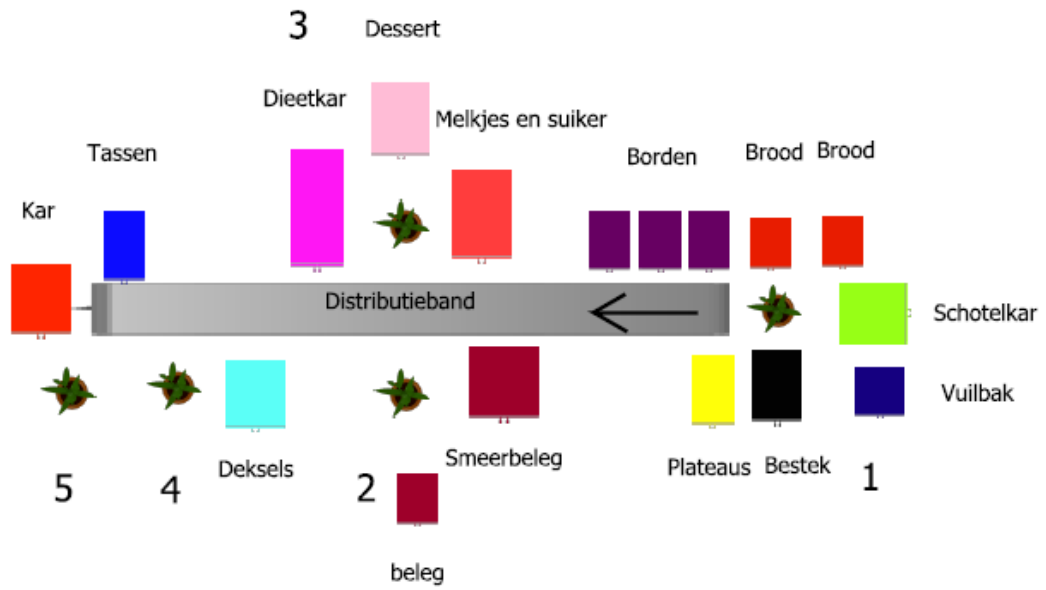 3
Dessert
Dieetkar
Melkjes en suiker
Tassen
Borden
Brood
Brood
Kar
Distributieband
Schotelkar
Vuilbak
Smeerbeleg
Deksels
Plateaus
Bestek
5
4
2
1
beleg